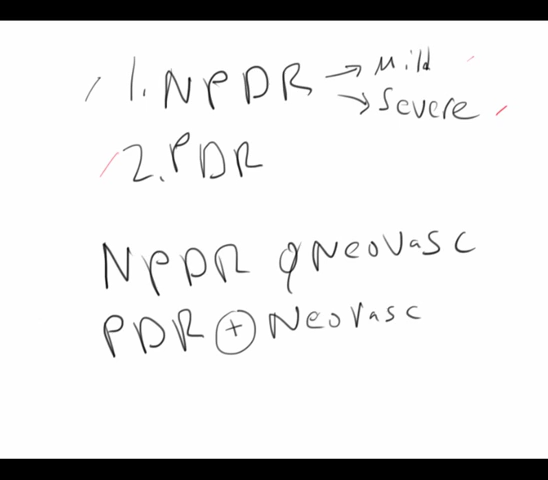 1. NPDR → Mild
→ Severe
2. PDR
NPDR φ Neovasc
PDR ⊕ Neovasc